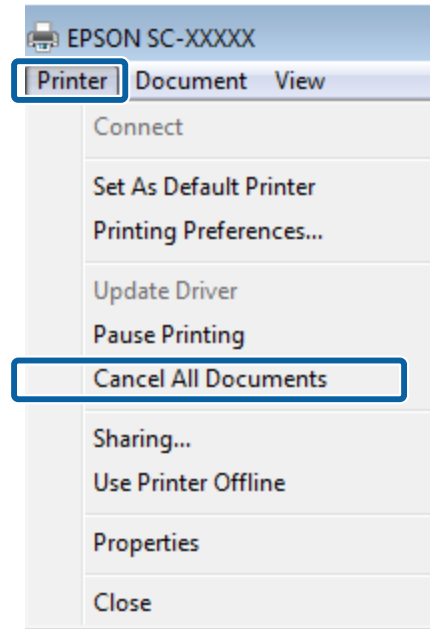 EPSON SC-XXXXX
Printer Document View
Connect
Set As Default Printer
Printing Preferences...
Update Driver
Pause Printing
Cancel All Documents
Sharing...
Use Printer Offline
Properties
Close